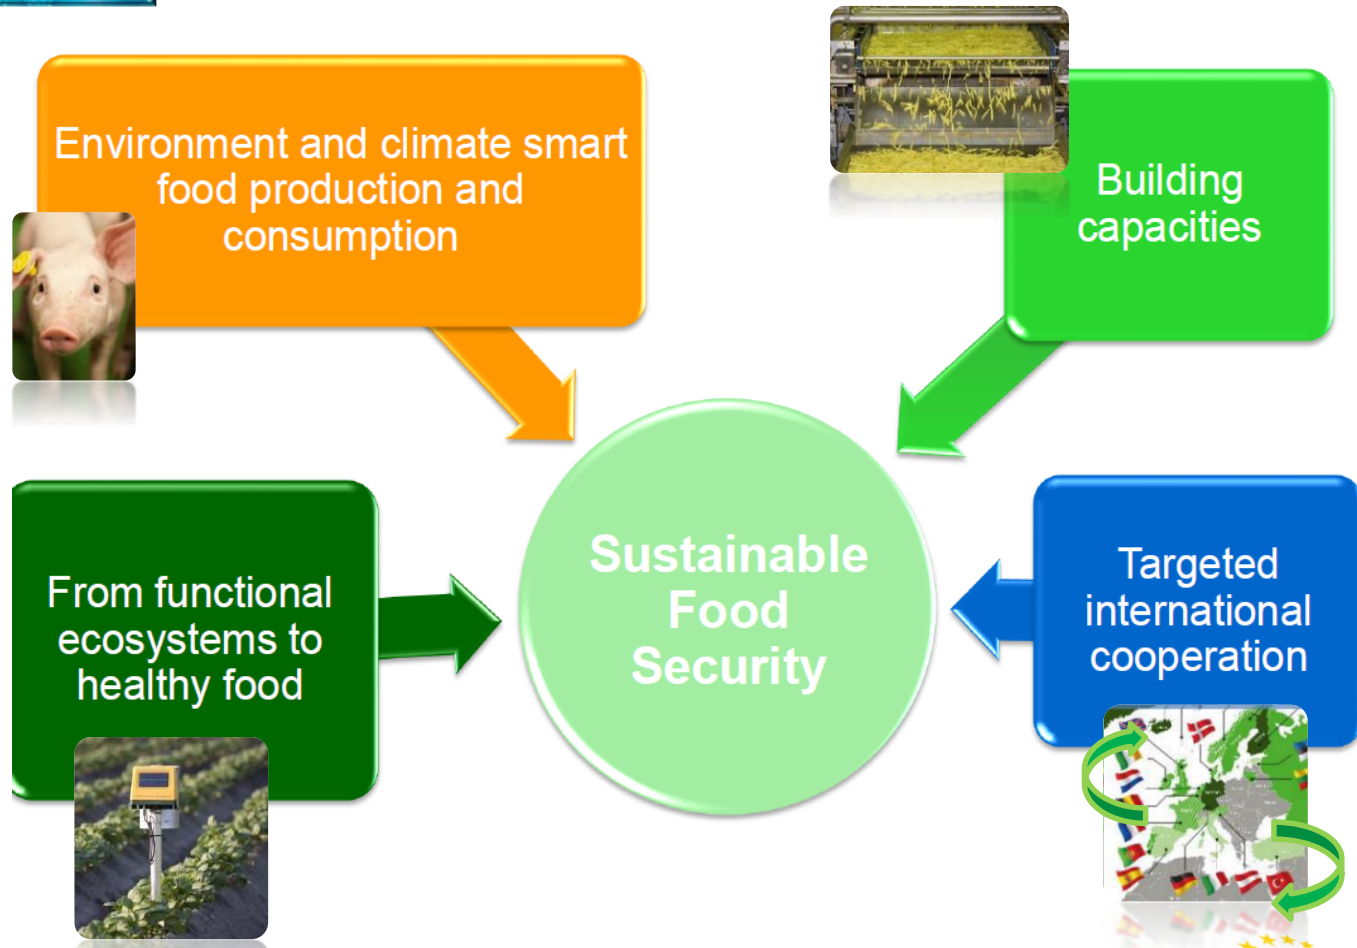 Environment and climate smart
food production and
consumption
Building
capacities
From functional
ecosystems to
healthy food
Sustainable
Food
Security
Targeted
international
cooperation